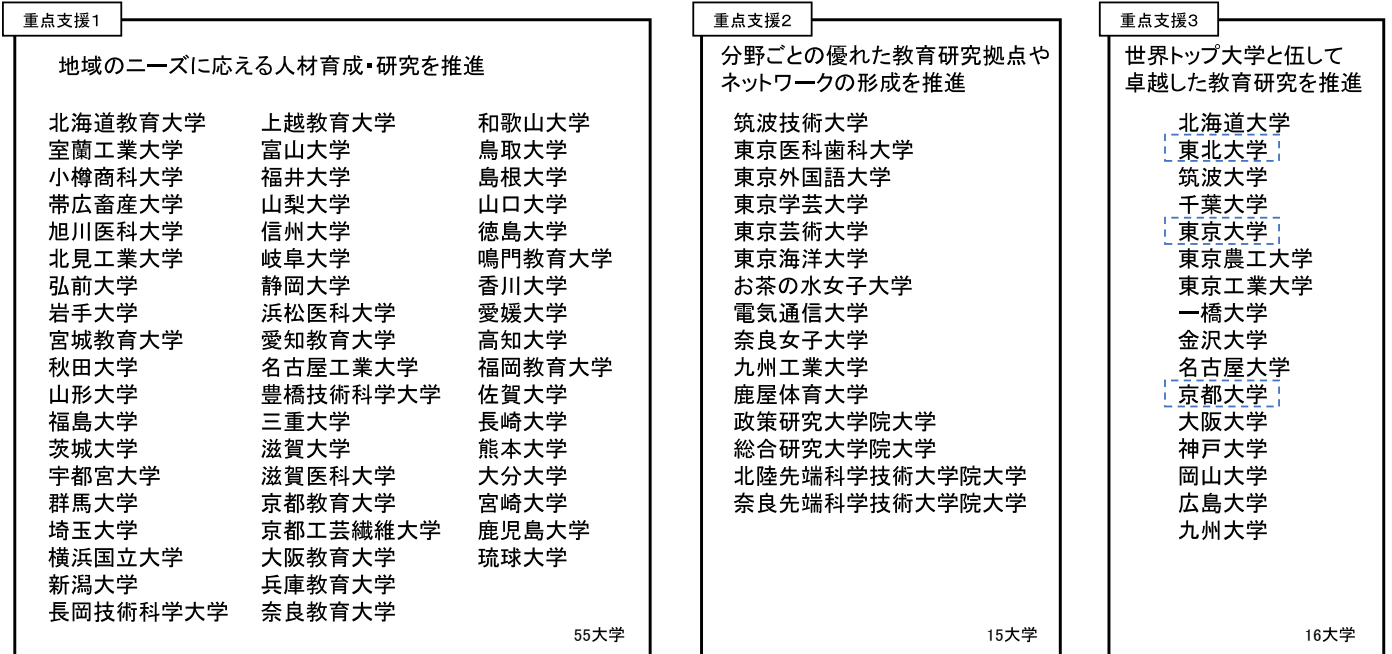 重点支援1
地域のニーズに応える人材育成・研究を推進
北海道教育大学
室蘭工業大学
小樽商科大学
帯広畜産大学
旭川医科大学
北見工業大学
弘前大学
岩手大学
宮城教育大学
秋田大学
山形大学
福島大学
茨城大学
宇都宮大学
群馬大学
埼玉大学
横浜国立大学
新潟大学
長岡技術科学大学
上越教育大学
富山大学
福井大学
山梨大学
信州大学
岐阜大学
静岡大学
浜松医科大学
愛知教育大学
名古屋工業大学
豊橋技術科学大学
三重大学
滋賀大学
滋賀医科大学
京都教育大学
京都工芸繊維大学
大阪教育大学
兵庫教育大学
奈良教育大学
和歌山大学
鳥取大学
島根大学
山口大学
徳島大学
鳴門教育大学
香川大学
愛媛大学
高知大学
福岡教育大学
佐賀大学
長崎大学
熊本大学
大分大学
宮崎大学
鹿児島大学
琉球大学
55大学
重点支援2
分野ごとの優れた教育研究拠点や
ネットワークの形成を推進
筑波技術大学
東京医科歯科大学
東京外国語大学
東京学芸大学
東京芸術大学
東京海洋大学
お茶の水女子大学
電気通信大学
奈良女子大学
九州工業大学
鹿屋体育大学
政策研究大学院大学
総合研究大学院大学
北陸先端科学技術大学院大学
奈良先端科学技術大学院大学
15大学
重点支援3
世界トップ大学と伍して
卓越した教育研究を推進
北海道大学
東北大学
筑波大学
千葉大学
東京大学
東京農工大学
東京工業大学
一橋大学
金沢大学
名古屋大学
京都大学
大阪大学
神戸大学
岡山大学
広島大学
九州大学
16大学